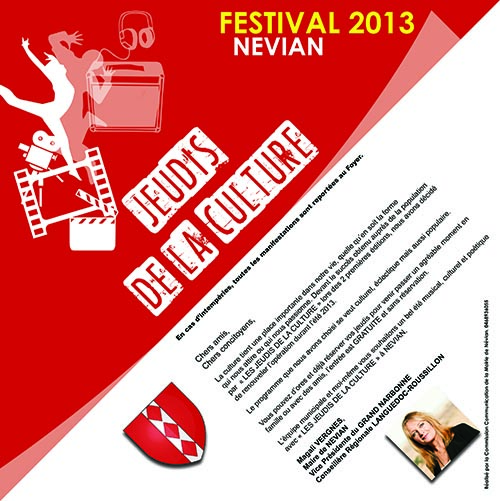 FESTIVAL 2013
NEVIAN
JEUDIS
DE LA CULTURE
En cas d'intempéries, toutes les manifestations sont reportées au Foyer.
Chers amis,
Chers concitoyens,
La culture tient une place importante dans notre vie, quelle qu'en soit la forme
qui nous attire ou qui nous passionne. Devant le succès obtenu auprès de la population
par « LES JEUDIS DE LA CULTURE » lors des 2 premières éditions, nous avons décidé
de renouveler l'opération durant l'été 2013.
Le programme que nous avons choisi se veut culturel, éclectique mais aussi populaire.
Vous pouvez d'ores et déjà réserver vos jeudis pour venir passer un agréable moment en
famille ou avec des amis, l'entrée est GRATUITE et sans réservation.
L'équipe municipale et moi-même vous souhaitons un bel été musical, culturel et poétique
avec « LES JEUDIS DE LA CULTURE » à NEVIAN.
Magali VERGNES,
Maire de NEVIAN
Vice Présidente du GRAND NARBONNE
Conseillère Régionale LANGUEDOC-ROUSSILLON
Réalisé par la Commission Communication de la Mairie de Névian.